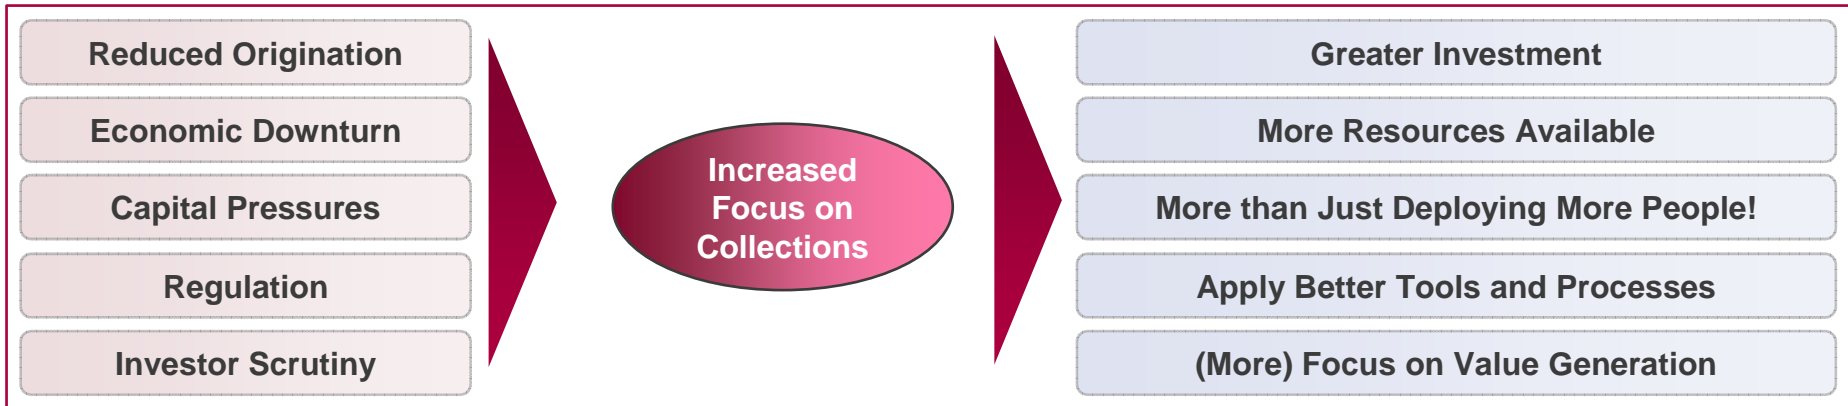 Reduced Origination
Economic Downturn
Capital Pressures
Regulation
Investor Scrutiny
Increased
Focus on
Collections
Greater Investment
More Resources Available
More than Just Deploying More People!
Apply Better Tools and Processes
(More) Focus on Value Generation